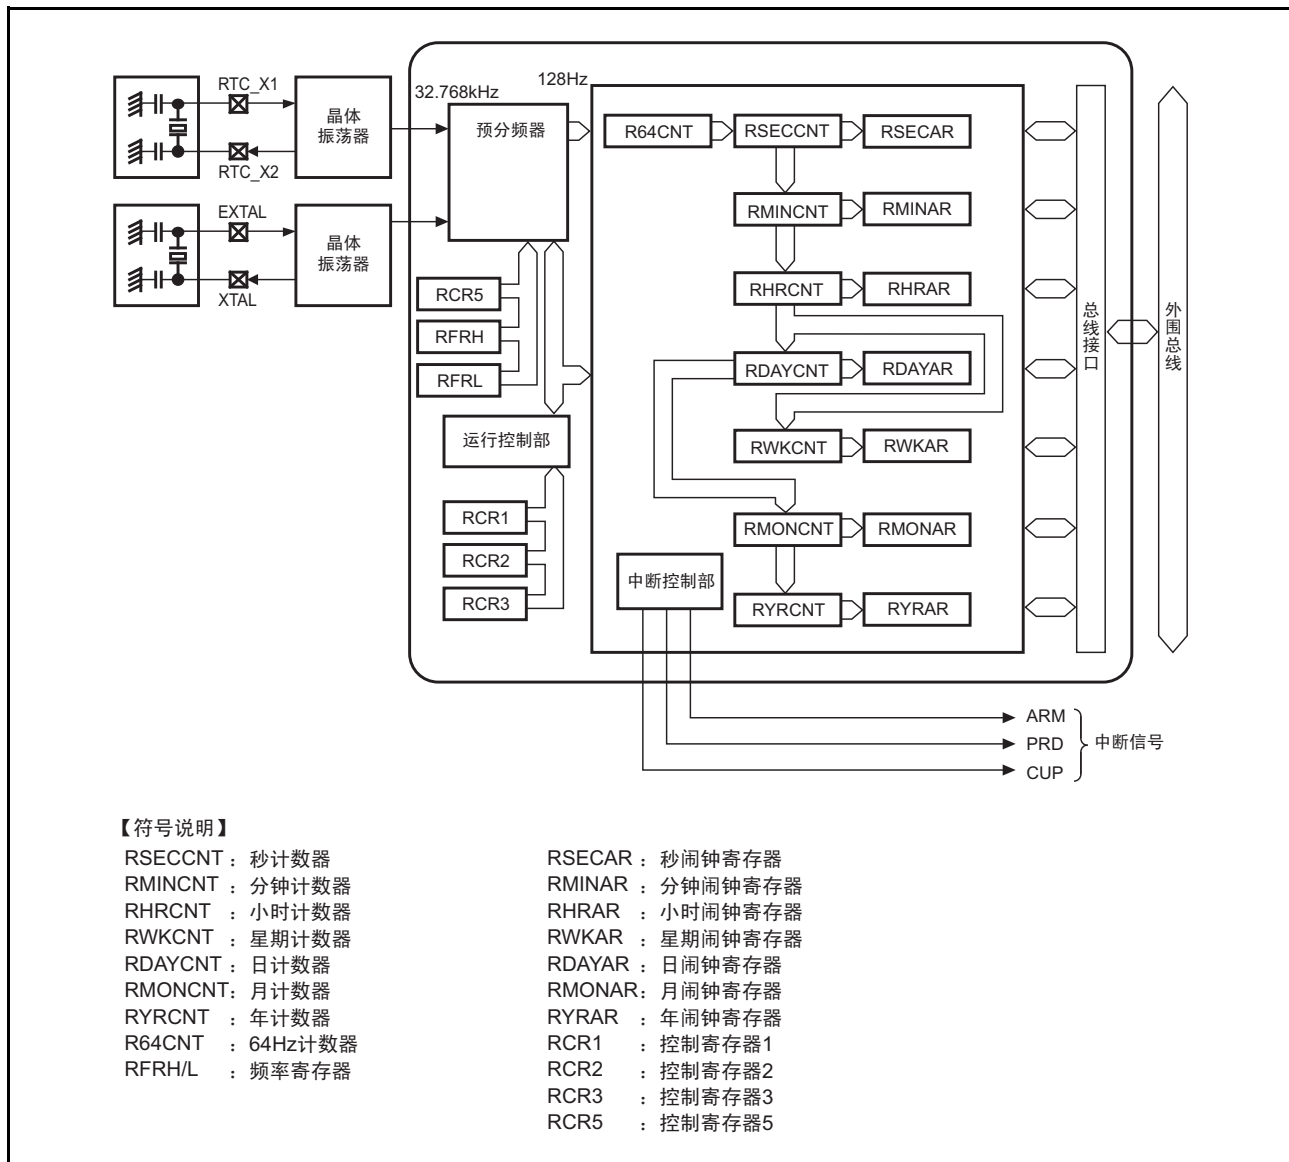 RTC_X1
晶体
振荡器
RTC_X2
EXTAL
晶体
振荡器
XTAL
32.768kHz
128Hz
预分频器
R64CNT
RSECCNT
RSECAR
RMINCNT
RMINAR
RCR5
RFRH
RFRL
RHRCNT
RHRAR
RDAYCNT
RDAYAR
运行控制部
RWKCNT
RWKAR
RCR1
RCR2
RCR3
RMONCNT
RMONAR
中断控制部
RYRCNT
RYRAR
总线接口
外围总线
ARM
PRD
CUP
中断信号
【符号说明】
RSECCNT : 秒计数器
RMINCNT : 分钟计数器
RHRCNT : 小时计数器
RWKCNT : 星期计数器
RDAYCNT : 日计数器
RMONCNT: 月计数器
RYRCNT : 年计数器
R64CNT : 64Hz计数器
RFRH/L : 频率寄存器
RSECAR : 秒闹钟寄存器
RMINAR : 分钟闹钟寄存器
RHRAR : 小时闹钟寄存器
RWKAR : 星期闹钟寄存器
RDAYAR : 日闹钟寄存器
RMONAR: 月闹钟寄存器
RYRAR : 年闹钟寄存器
RCR1 : 控制寄存器1
RCR2 : 控制寄存器2
RCR3 : 控制寄存器3
RCR5 : 控制寄存器5